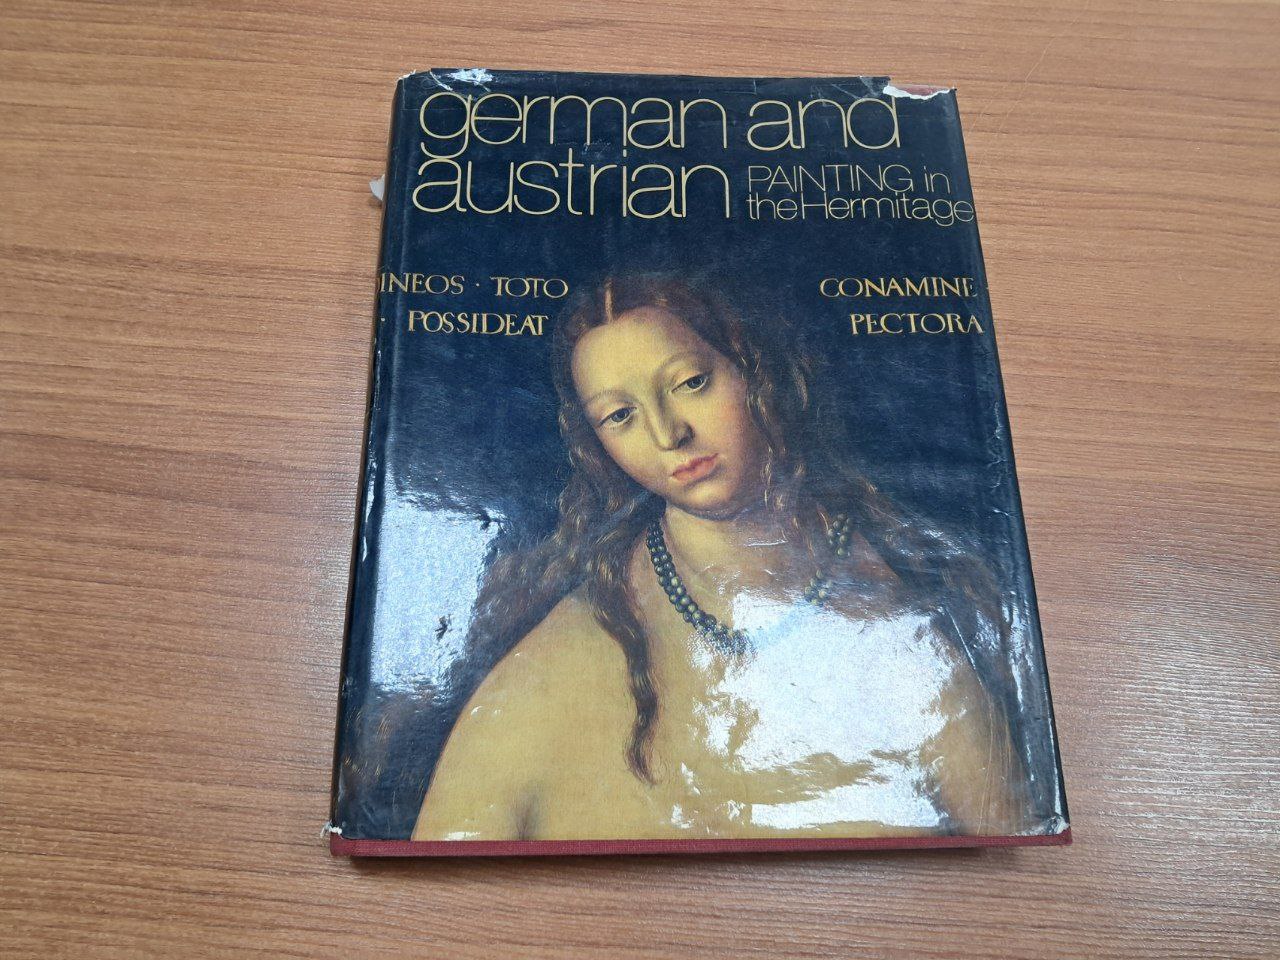 german and
austrian PAINTING in
the Hermitage
INEOS · TOTO CONAMINE
· POSSIDEAT PECTORA